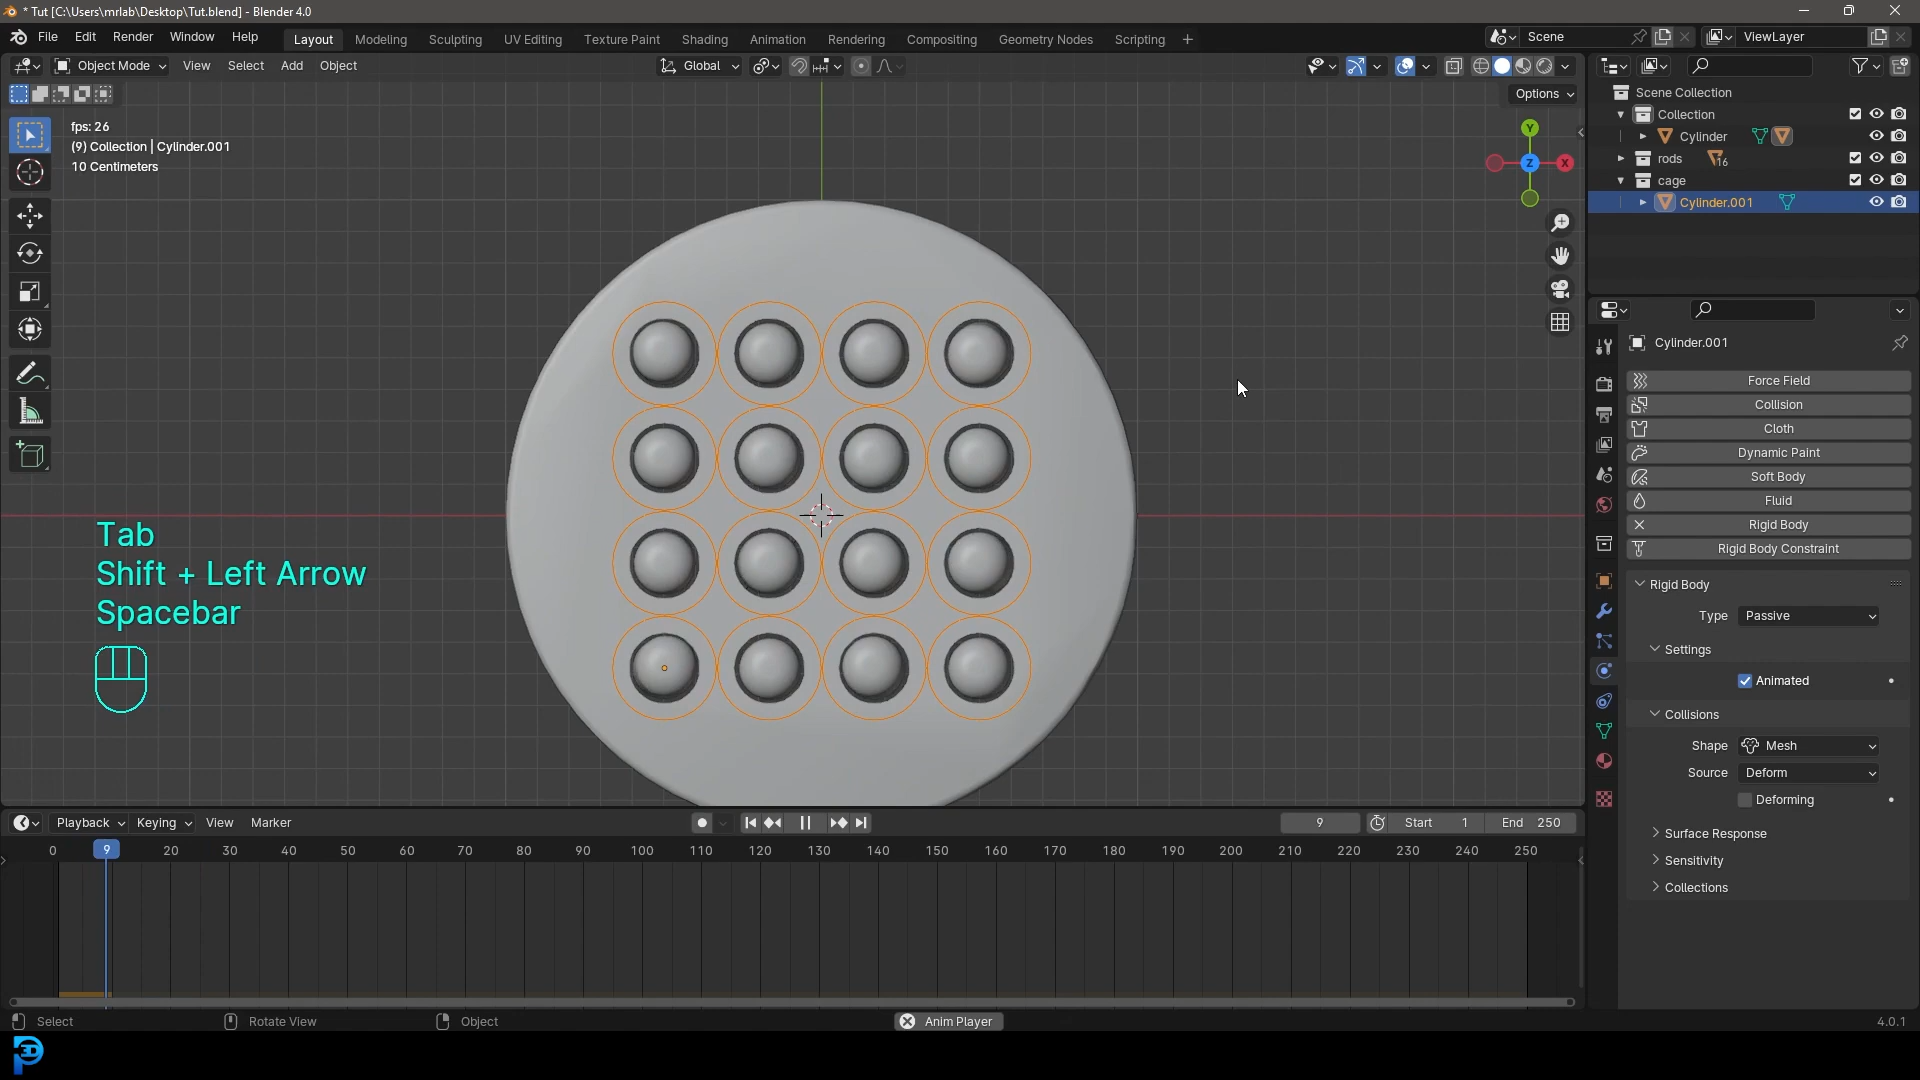 * Tut [C:\Users\mrlab\Desktop\Tut.blend] - Blender 4.0
File Edit Render Window Help Layout Modeling Sculpting UV Editing Texture Paint Shading Animation Rendering Compositing Geometry Nodes Scripting + Scene ViewLayer
Object Mode View Select Add Object Global
Options
fps: 26
(9) Collection | Cylinder.001
10 Centimeters
Y
Z
X
Tab
Shift + Left Arrow
Spacebar
Scene Collection
Collection
Cylinder
rods 16
cage
Cylinder.001
Cylinder.001
Force Field
Collision
Cloth
Dynamic Paint
Soft Body
Fluid
Rigid Body
Rigid Body Constraint
Rigid Body
Type Passive
Settings
Animated
Collisions
Shape Mesh
Source Deform
Deforming
Surface Response
Sensitivity
Collections
Playback Keying View Marker 9 Start 1 End 250
0 9 20 30 40 50 60 70 80 90 100 110 120 130 140 150 160 170 180 190 200 210 220 230 240 250
Select Rotate View Object Anim Player 4.0.1